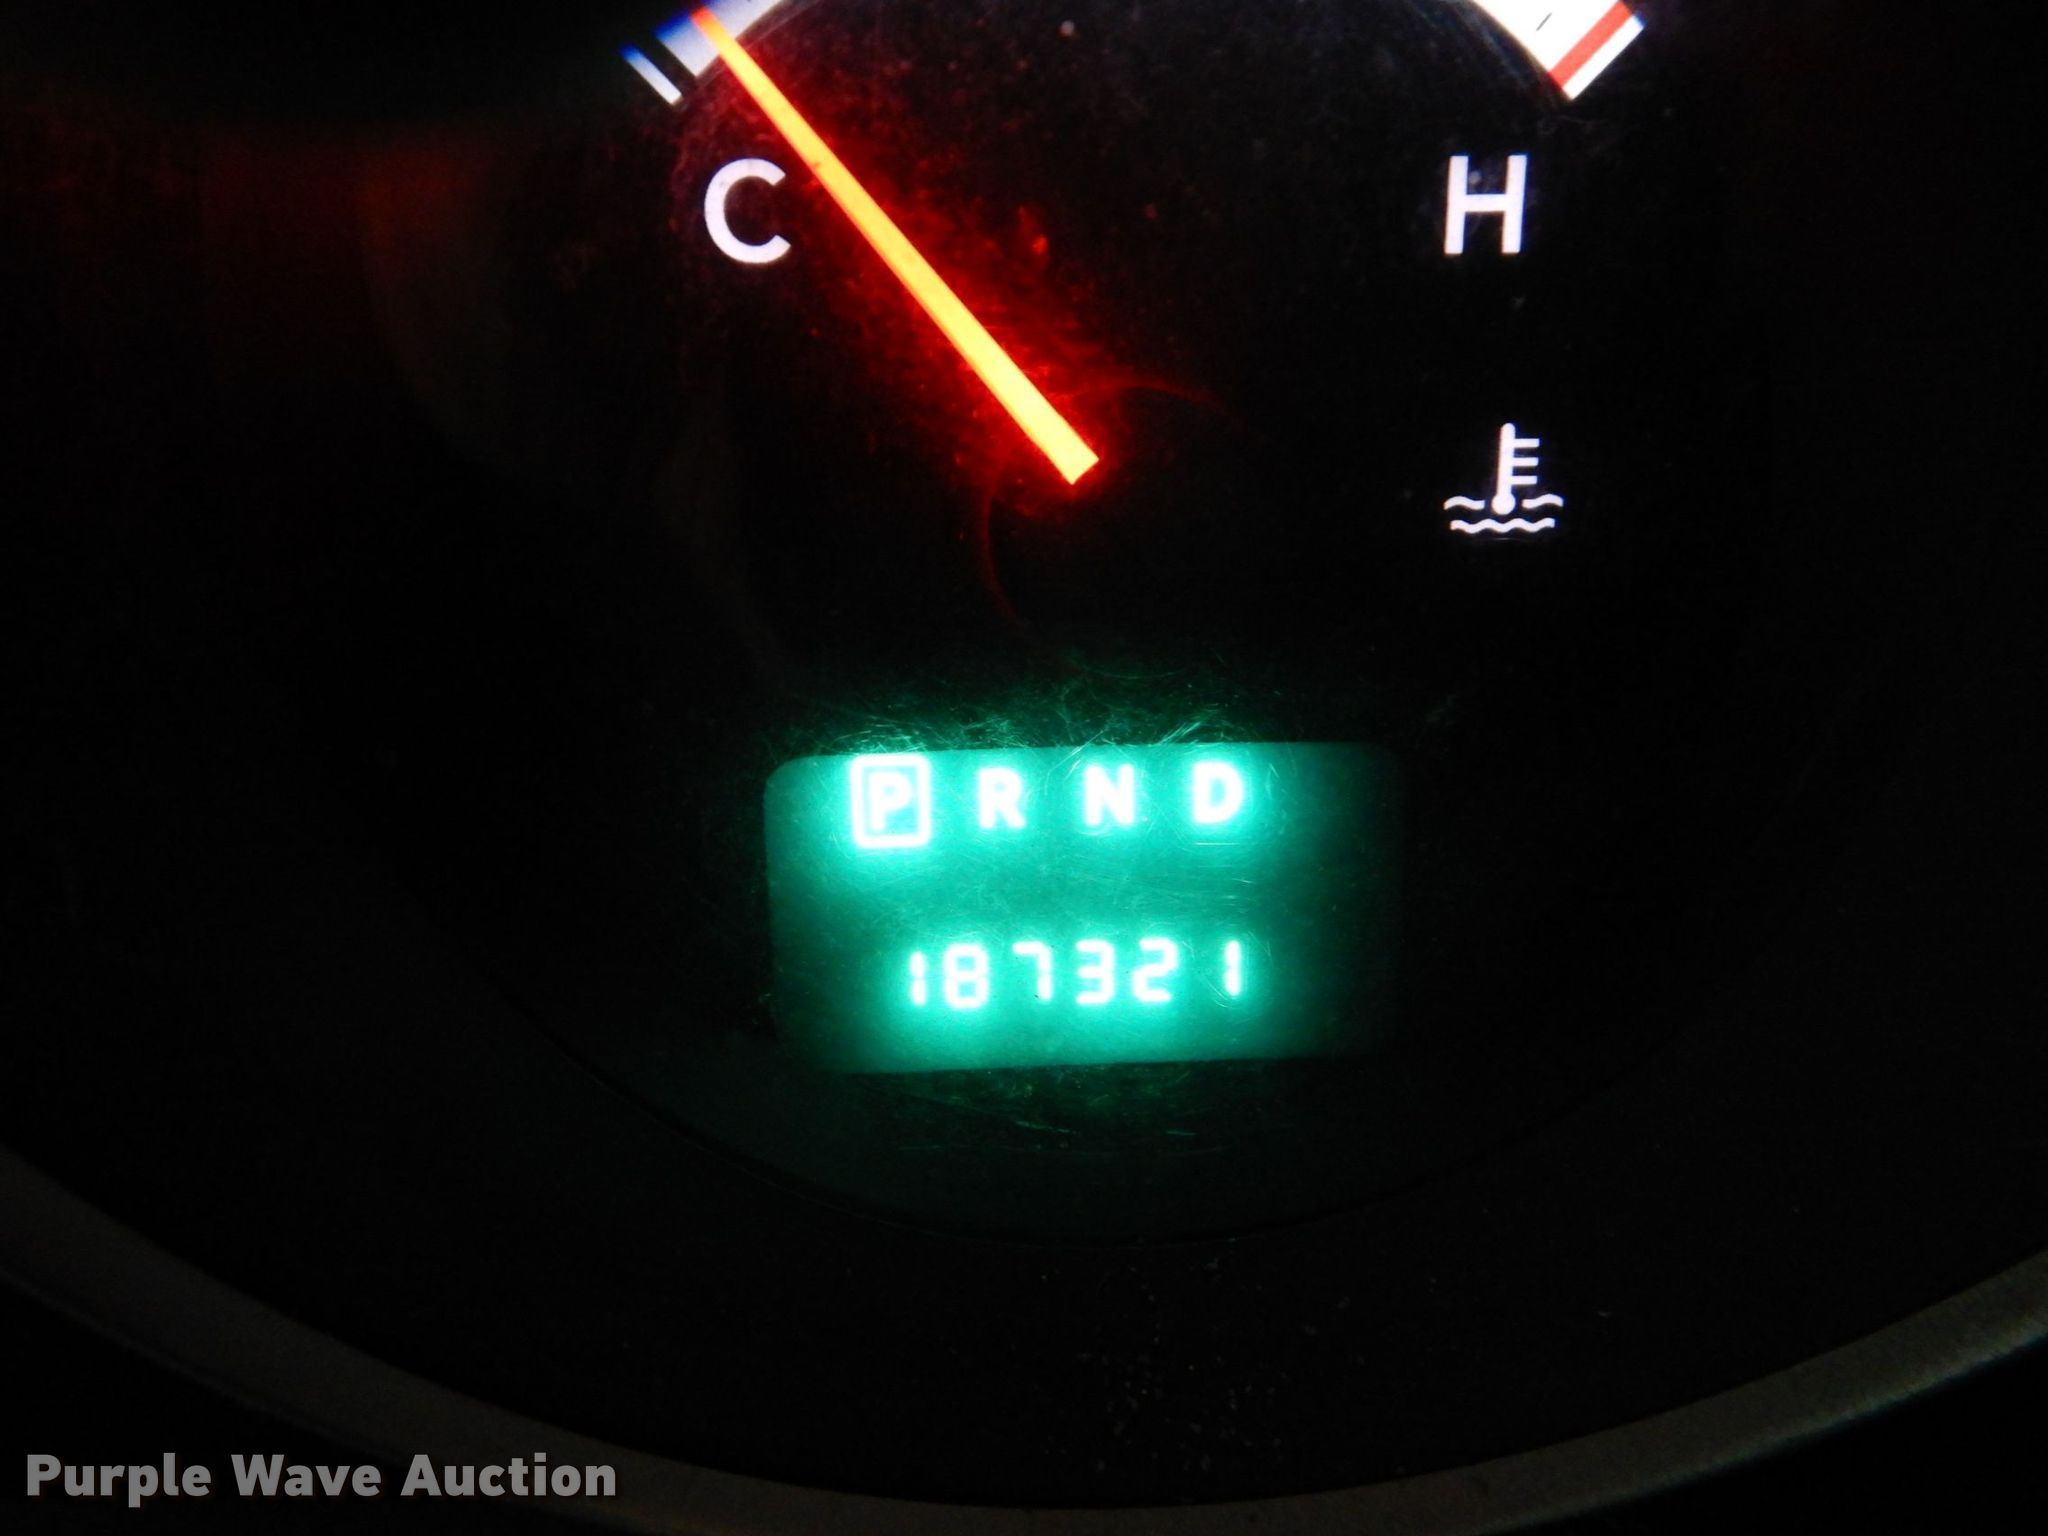 C H
P R N D
187321
Purple Wave Auction